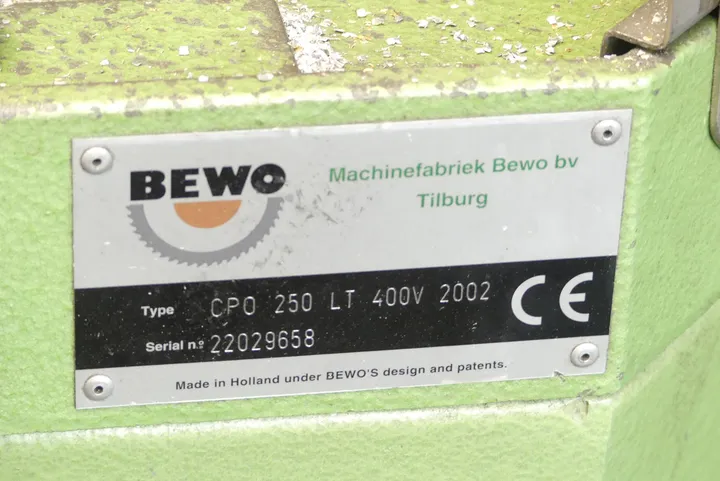 BEWO
Machinefabriek Bewo bv
Tilburg
Type CPO 250 LT 400V 2002
CE
Serial nº 22029658
Made in Holland under BEWO'S design and patents.